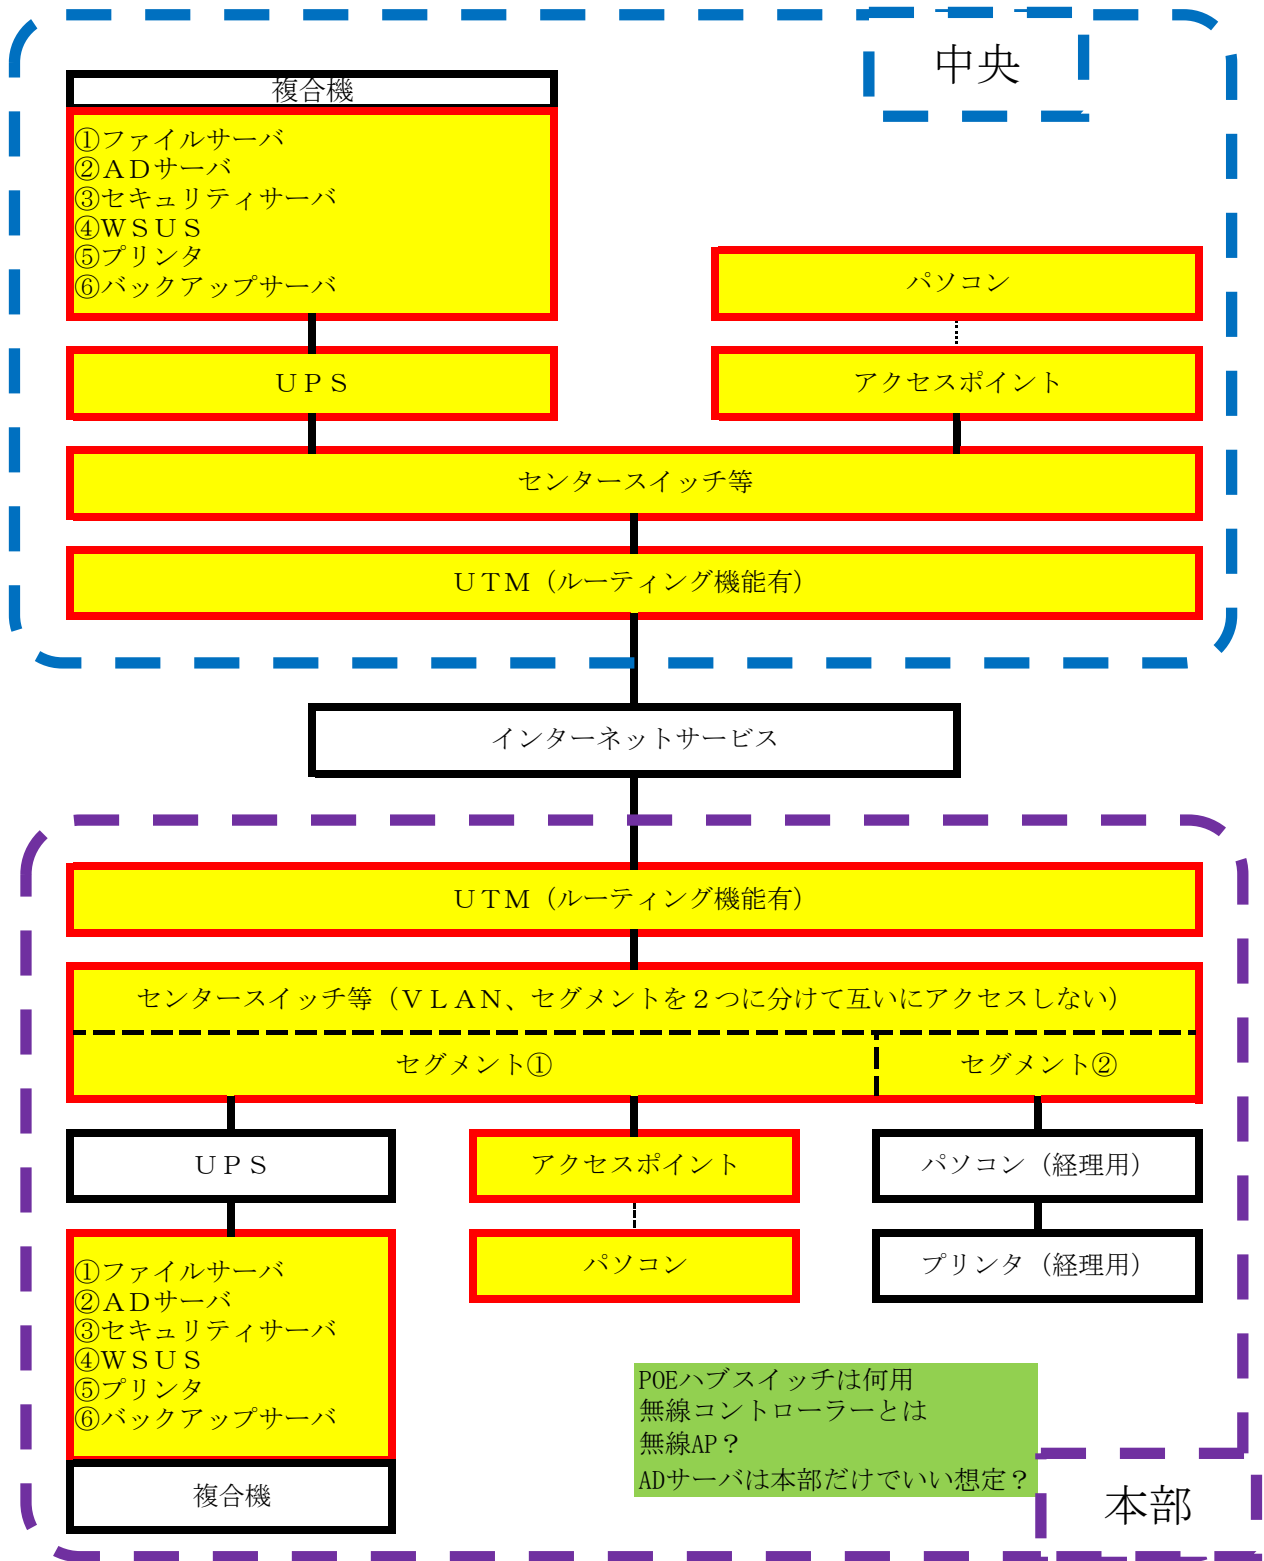 中央
複合機
①ファイルサーバ
②ＡＤサーバ
③セキュリティサーバ
④ＷＳＵＳ
⑤プリンタ
⑥バックアップサーバ
パソコン
ＵＰＳ
アクセスポイント
センタースイッチ等
ＵＴＭ（ルーティング機能有）
インターネットサービス
ＵＴＭ（ルーティング機能有）
センタースイッチ等（ＶＬＡＮ、セグメントを２つに分けて互いにアクセスしない）
セグメント①
セグメント②
ＵＰＳ
アクセスポイント
パソコン（経理用）
パソコン
プリンタ（経理用）
①ファイルサーバ
②ＡＤサーバ
③セキュリティサーバ
④ＷＳＵＳ
⑤プリンタ
⑥バックアップサーバ
複合機
POEハブスイッチは何用
無線コントローラーとは
無線AP？
ADサーバは本部だけでいい想定？
本部